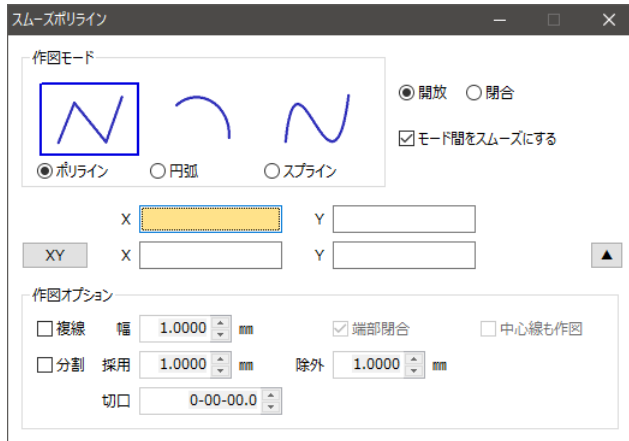 スムーズポリライン
作図モード
ポリライン
円弧
スプライン
開放
閉合
モード間をスムーズにする
X
Y
XY
X
Y
▲
作図オプション
複線 幅 1.0000 mm 端部閉合 中心線も作図
分割 採用 1.0000 mm 除外 1.0000 mm
切口 0-00-00.0